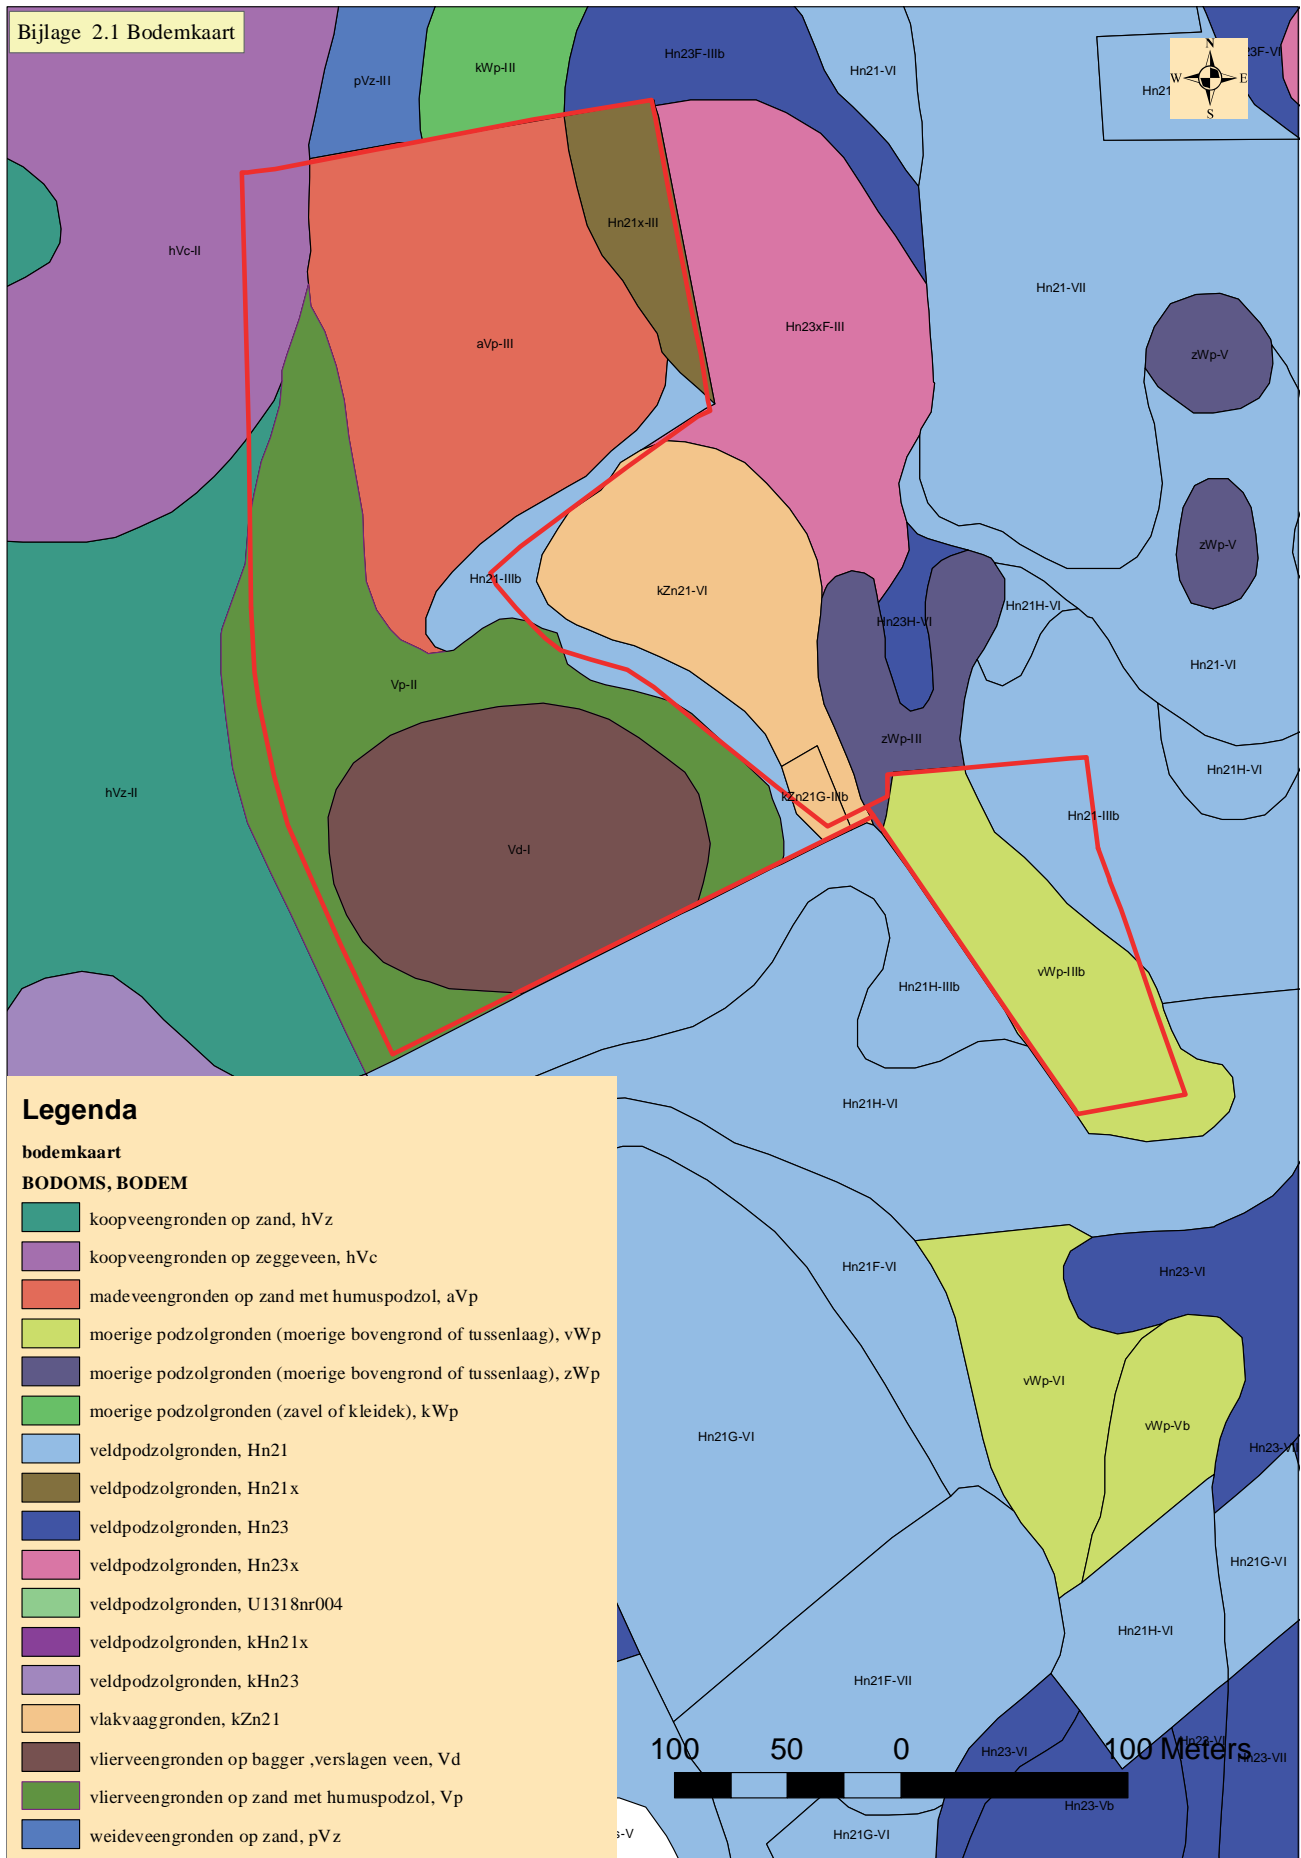 Bijlage 2.1 Bodemkaart
pVz-III
kWp-III
Hn23F-IIIb
Hn21-VI
23F-VI
Hn21
N
W E
S
hVc-II
Hn21x-III
Hn21-VII
Hn23xF-III
aVp-III
zWp-V
zWp-V
Hn21-IIIb
kZn21-VI
Hn21H-VI
Hn23H-VI
Hn21-VI
Vp-II
zWp-III
Hn21H-VI
hVz-II
kZn21G-IIIb
Hn21-IIIb
Vd-I
vWp-IIIb
Hn21H-IIIb
Hn21H-VI
Hn21F-VI
Hn23-VI
vWp-VI
vWp-Vb
Hn21G-VI
Hn23-VII
Hn21G-VI
Hn21H-VI
Hn21F-VII
Hn23-VI
Hn23-VI
Hn23-VII
Hn23-Vb
Hn21G-VI
s-V
100 50 0 100 Meters
Legenda
bodemkaart
BODOMS, BODEM
koopveengronden op zand, hVz
koopveengronden op zeggeveen, hVc
madeveengronden op zand met humuspodzol, aVp
moerige podzolgronden (moerige bovengrond of tussenlaag), vWp
moerige podzolgronden (moerige bovengrond of tussenlaag), zWp
moerige podzolgronden (zavel of kleidek), kWp
veldpodzolgronden, Hn21
veldpodzolgronden, Hn21x
veldpodzolgronden, Hn23
veldpodzolgronden, Hn23x
veldpodzolgronden, U1318nr004
veldpodzolgronden, kHn21x
veldpodzolgronden, kHn23
vlakvaaggronden, kZn21
vlierveengronden op bagger ,verslagen veen, Vd
vlierveengronden op zand met humuspodzol, Vp
weideveengronden op zand, pVz